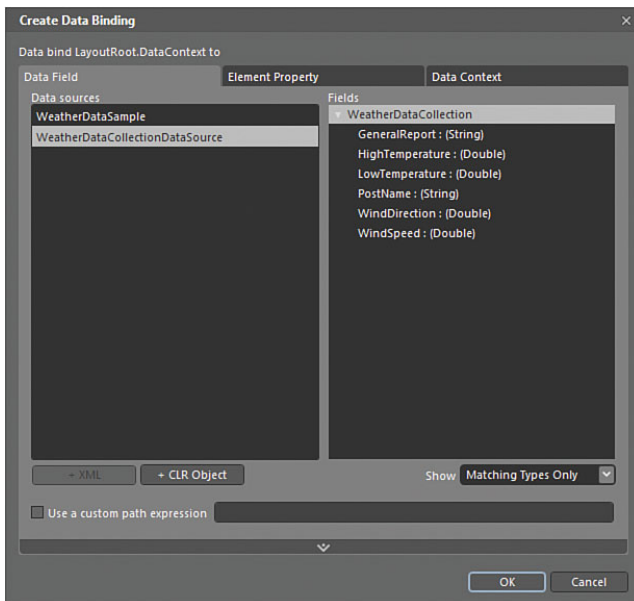 Create Data Binding
Data bind LayoutRoot.DataContext to
Data Field
Element Property
Data Context
Data sources
WeatherDataSample
WeatherDataCollectionDataSource
Fields
WeatherDataCollection
GeneralReport : (String)
HighTemperature : (Double)
LowTemperature : (Double)
PostName : (String)
WindDirection : (Double)
WindSpeed : (Double)
+ XML
+ CLR Object
Show
Matching Types Only
Use a custom path expression
OK
Cancel